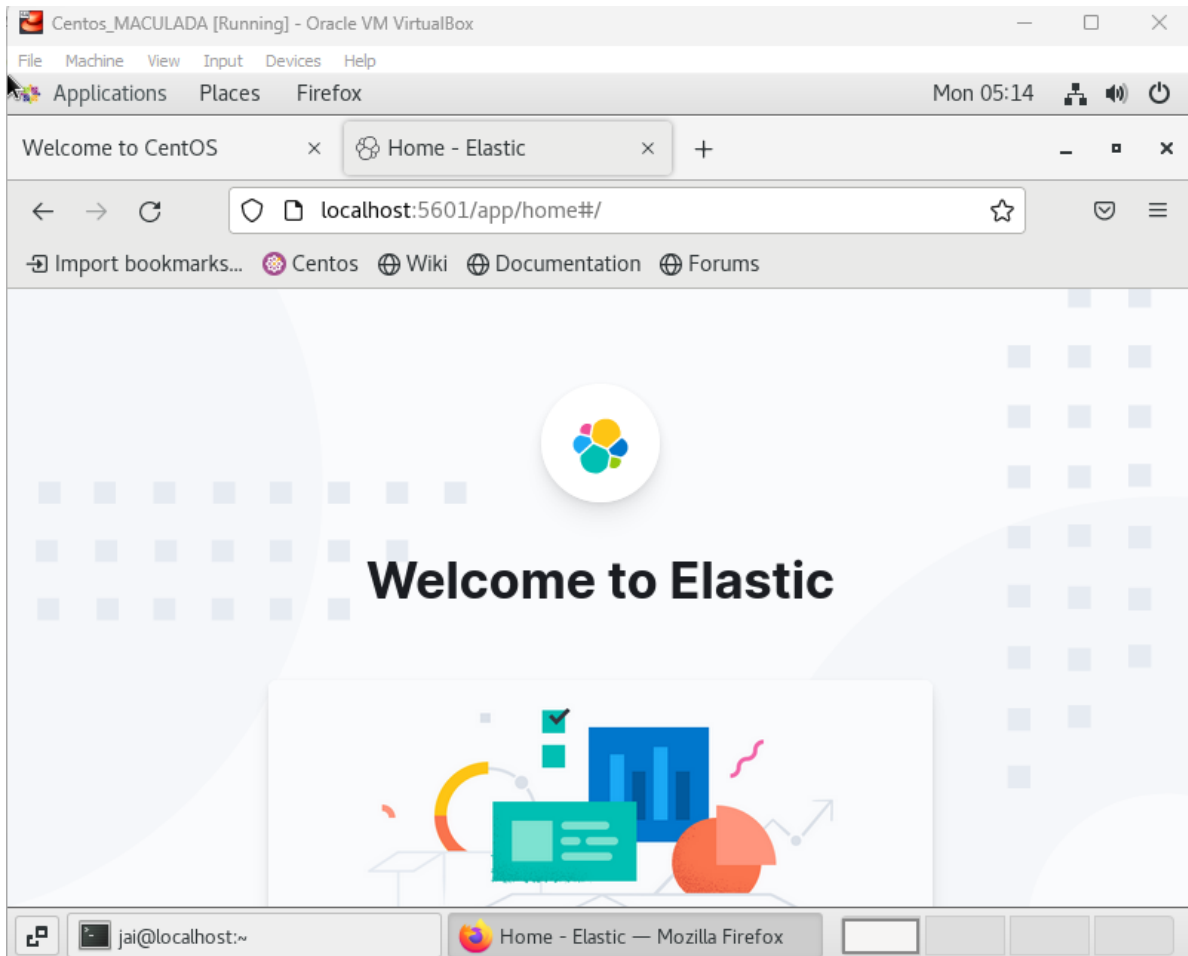 Centos_MACULADA [Running] - Oracle VM VirtualBox
File Machine View Input Devices Help
Applications Places Firefox Mon 05:14
Welcome to CentOS Home - Elastic
localhost:5601/app/home#/
Import bookmarks... Centos Wiki Documentation Forums
Welcome to Elastic
jai@localhost:~ Home - Elastic — Mozilla Firefox